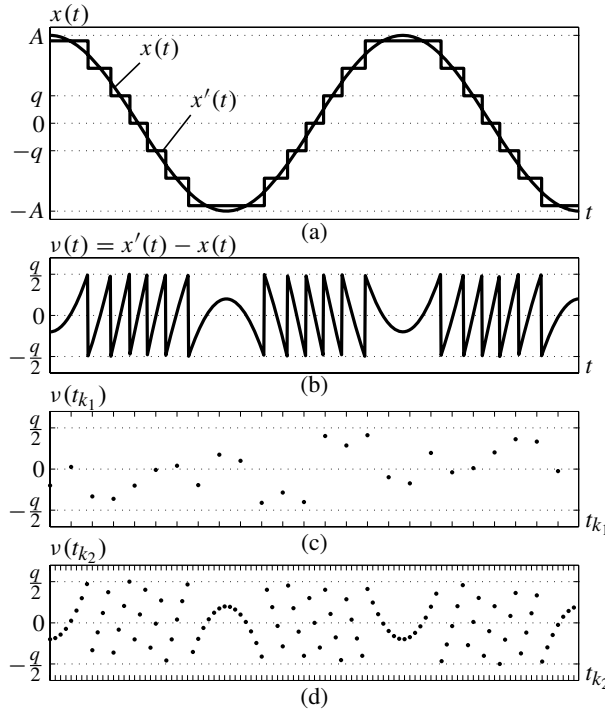 x(t)
A
x(t)
q
x′(t)
0
−q
−A
t
(a)
ν(t) = x′(t) − x(t)
q/2
0
−q/2
t
(b)
ν(t_{k_1})
q/2
0
−q/2
t_{k_1}
(c)
ν(t_{k_2})
q/2
0
−q/2
t_{k_2}
(d)